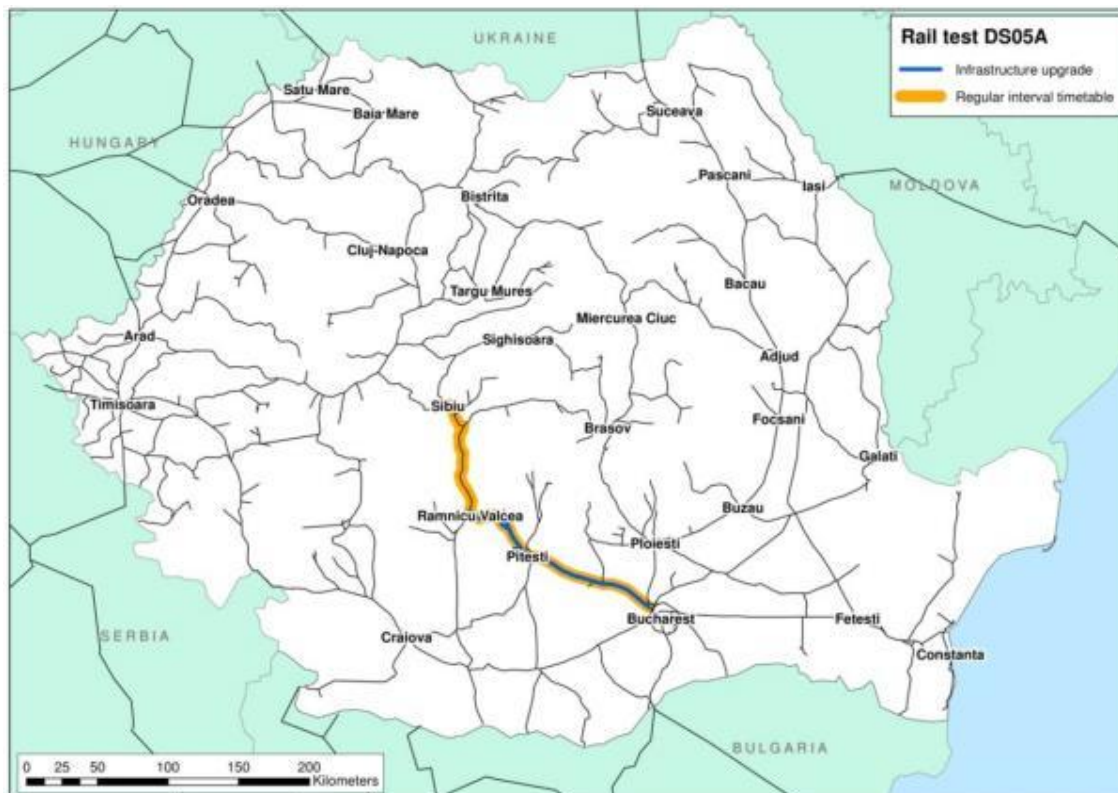 UKRAINE
Rail test DS05A
Infrastructure upgrade
Regular interval timetable
Satu Mare
Baia Mare
Suceava
HUNGARY
Pascani
Iasi
MOLDOVA
Oradea
Bistrita
Cluj-Napoca
Targu Mures
Bacau
Miercurea Ciuc
Arad
Sighisoara
Adjud
Timisoara
Sibiu
Brasov
Focsani
Galati
Ramnicu Valcea
Buzau
Pitesti
Ploiesti
Bucharest
Fetesti
SERBIA
Craiova
Constanta
BULGARIA
0 25 50 100 150 200
Kilometers